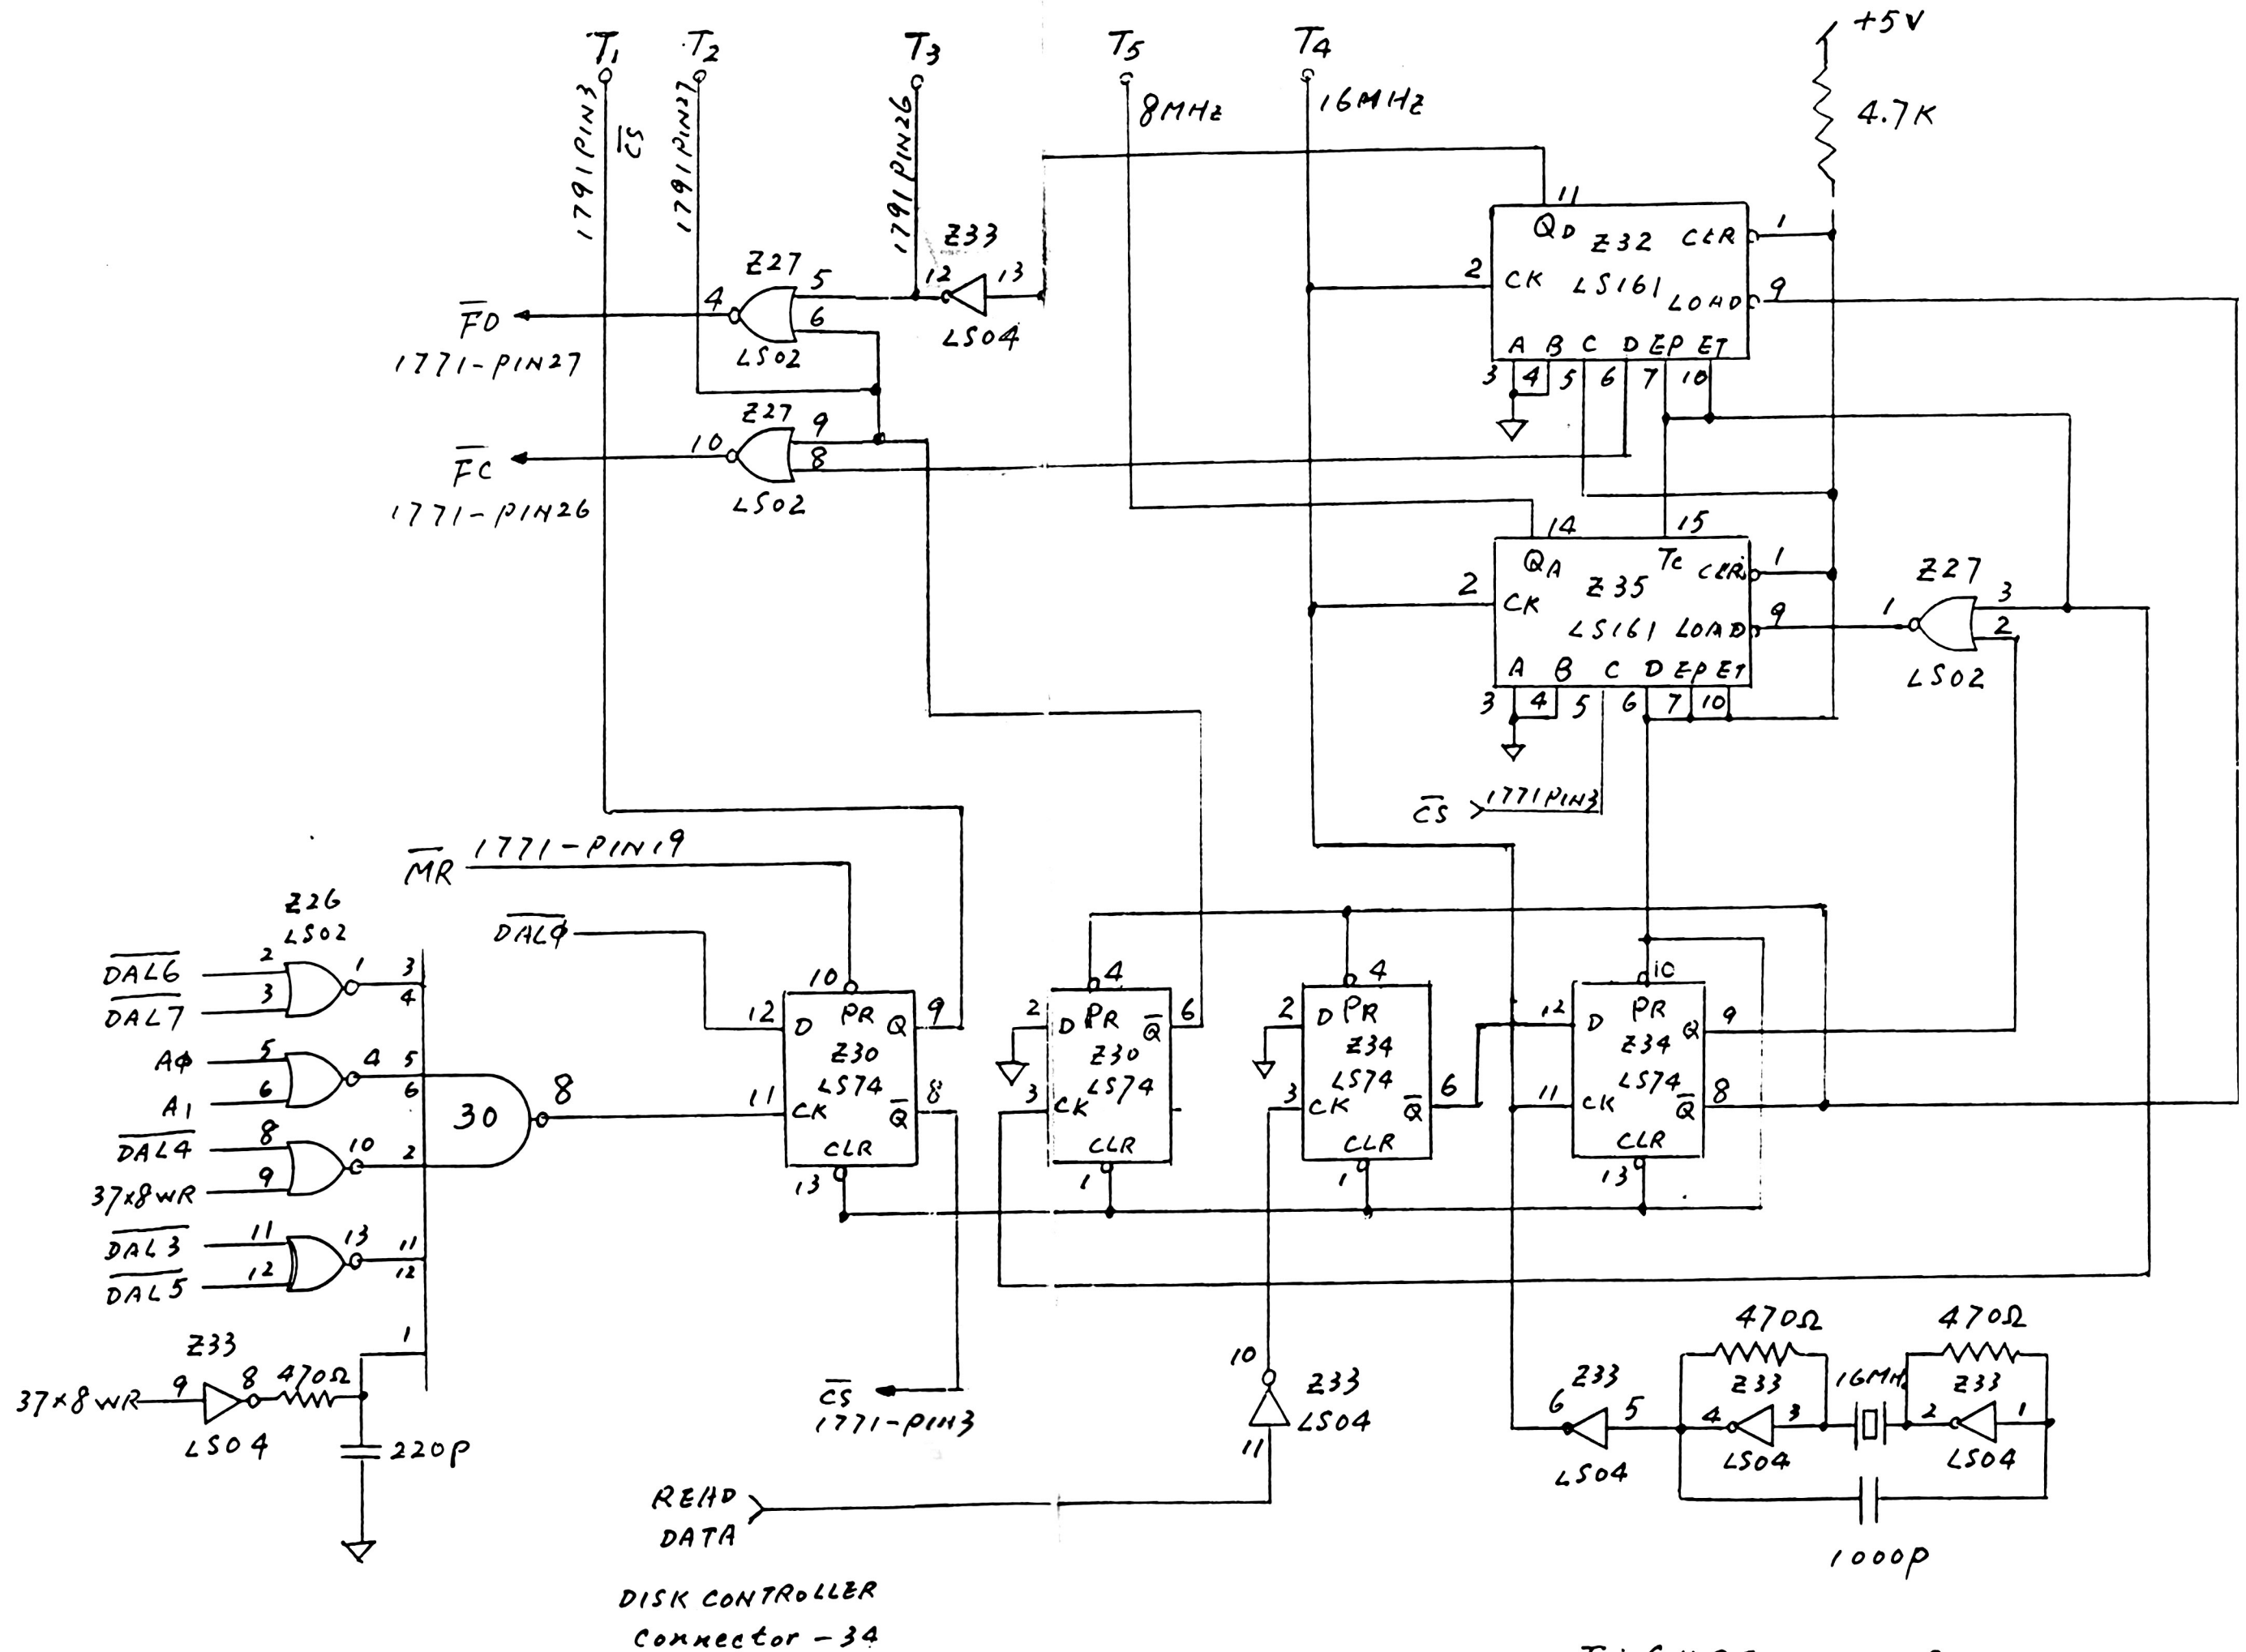 T1
T2
T3
T5
T4
+5V
1791 PIN3
CS
1791 PIN27
1791 PIN26
8MHZ
16MHZ
4.7K
11
QD Z32 CLR 1
2 CK LS161
LOAD 9
A B C D EP ET
3 4 5 6 7 10
Z33
12 13
LS04
Z27
4 5
6
LS02
FD
1771-PIN27
Z27
10 9
8
LS02
FC
1771-PIN26
14 15
QA Tc CLR 1
Z35
2 CK
LS161 LOAD 9
A B C D EP ET
3 4 5 6 7 10
Z27
1 3
2
LS02
CS 1771 PIN3
MR 1771-PIN19
DALφ
Z26
LS02
DAL6 2 1 3
DAL7 3 4
Aφ 5 4 5
A1 6 6
DAL4 8 10 2
37x8WR 9
DAL3 11 13 11
DAL5 12 12
30 8
1
Z33
37x8WR 9 8 470Ω
LS04
220P
10
12 D PR Q 9
Z30
LS74
11 CK Q 8
CLR
13
4
2 D PR Q 6
Z30
LS74
3 CK
CLR
1
4
2 D PR
Z34
LS74
3 CK Q 6
CLR
1
10
12 D PR Q 9
Z34
LS74
11 CK Q 8
CLR
13
CS
1771-PIN3
10
Z33
LS04
11
READ
DATA
470Ω 470Ω
Z33 Z33 16MH Z33
6 5 4 3 2 1
LS04 LS04 LS04
1000P
DISK CONTROLLER
Connector - 34